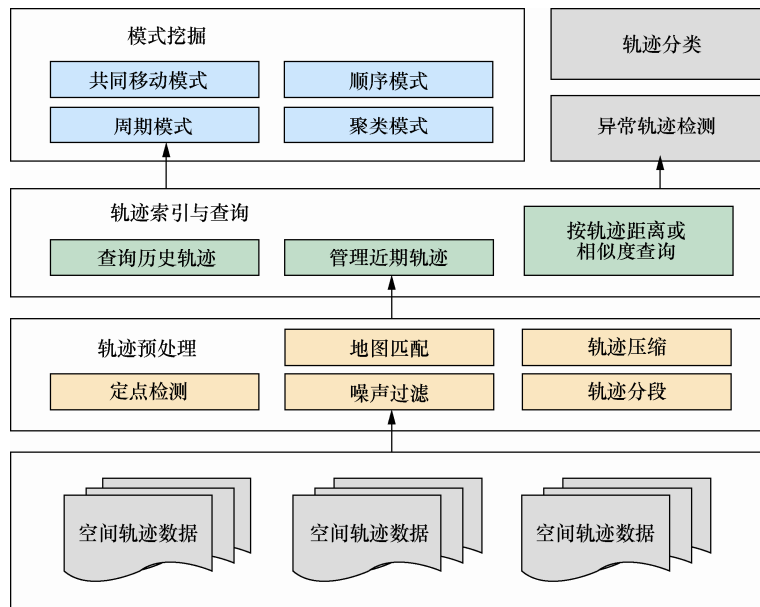 模式挖掘
共同移动模式
顺序模式
周期模式
聚类模式
轨迹分类
异常轨迹检测
轨迹索引与查询
查询历史轨迹
管理近期轨迹
按轨迹距离或
相似度查询
轨迹预处理
地图匹配
轨迹压缩
定点检测
噪声过滤
轨迹分段
空间轨迹数据
空间轨迹数据
空间轨迹数据